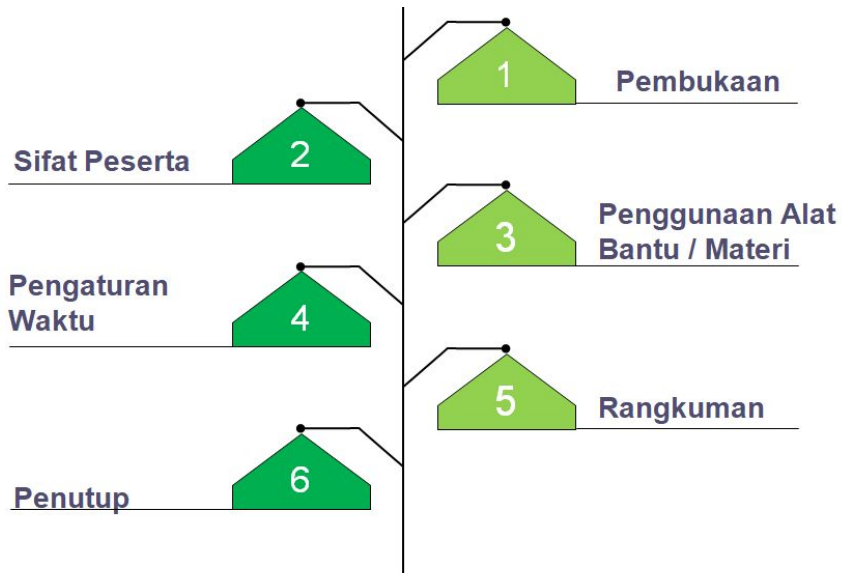 1
Pembukaan
2
Sifat Peserta
3
Penggunaan Alat
Bantu / Materi
4
Pengaturan
Waktu
5
Rangkuman
6
Penutup